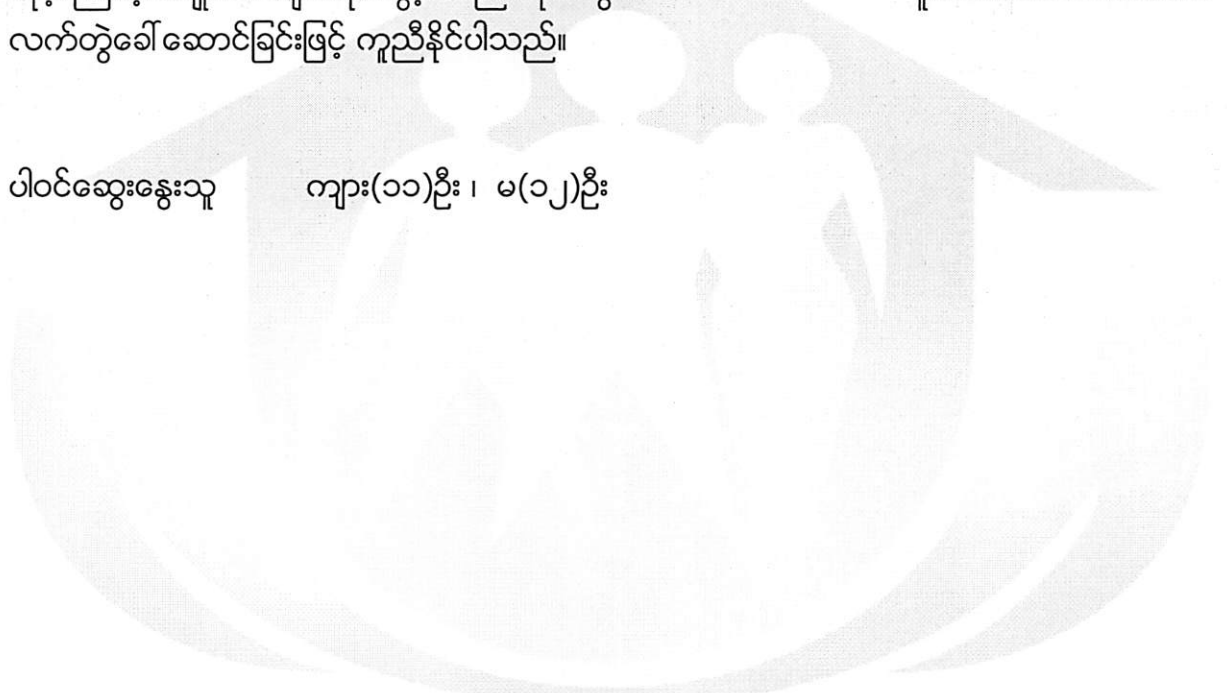 လက်တွဲခေါ်ဆောင်ခြင်းဖြင့် ကူညီနိုင်ပါသည်။
ပါဝင်ဆွေးနွေးသူ ကျား(၁၁)ဦး ၊ မ(၁၂)ဦး